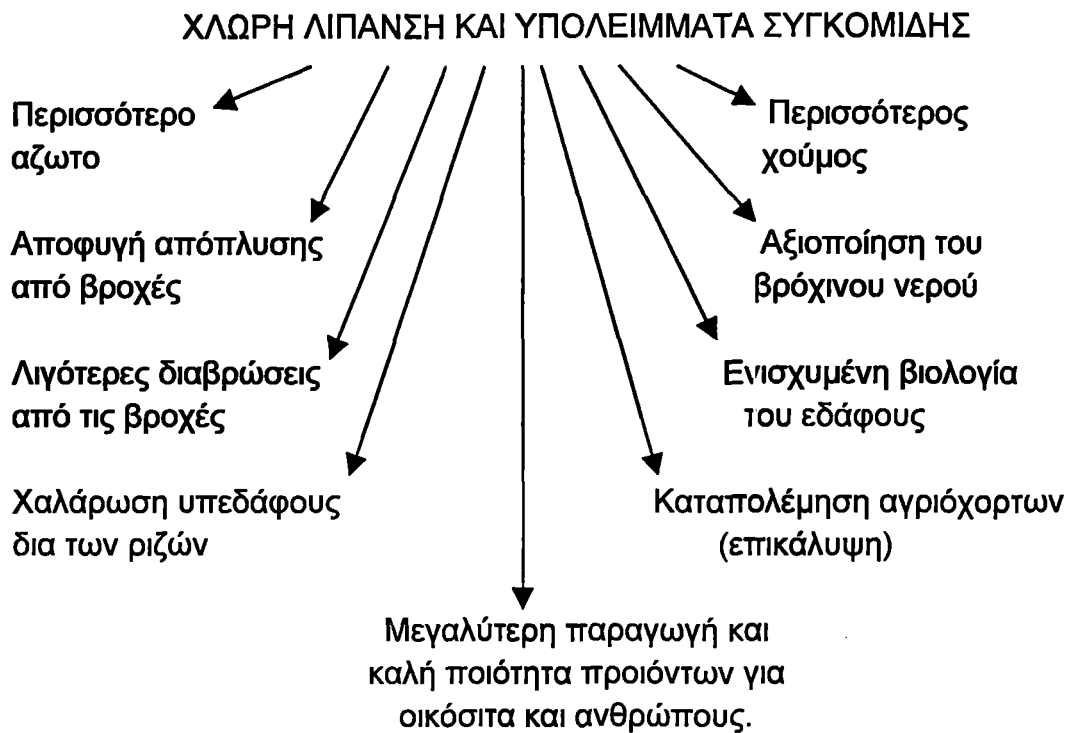 ΧΛΩΡΗ ΛΙΠΑΝΣΗ ΚΑΙ ΥΠΟΛΕΙΜΜΑΤΑ ΣΥΓΚΟΜΙΔΗΣ
Περισσότερο
αζωτο
Περισσότερος
χούμος
Αποφυγή απόπλυσης
από βροχές
Αξιοποίηση του
βρόχινου νερού
Λιγότερες διαβρώσεις
από τις βροχές
Ενισχυμένη βιολογία
του εδάφους
Χαλάρωση υπεδάφους
δια των ριζών
Καταπολέμηση αγριόχορτων
(επικάλυψη)
Μεγαλύτερη παραγωγή και
καλή ποιότητα προιόντων για
οικόσιτα και ανθρώπους.